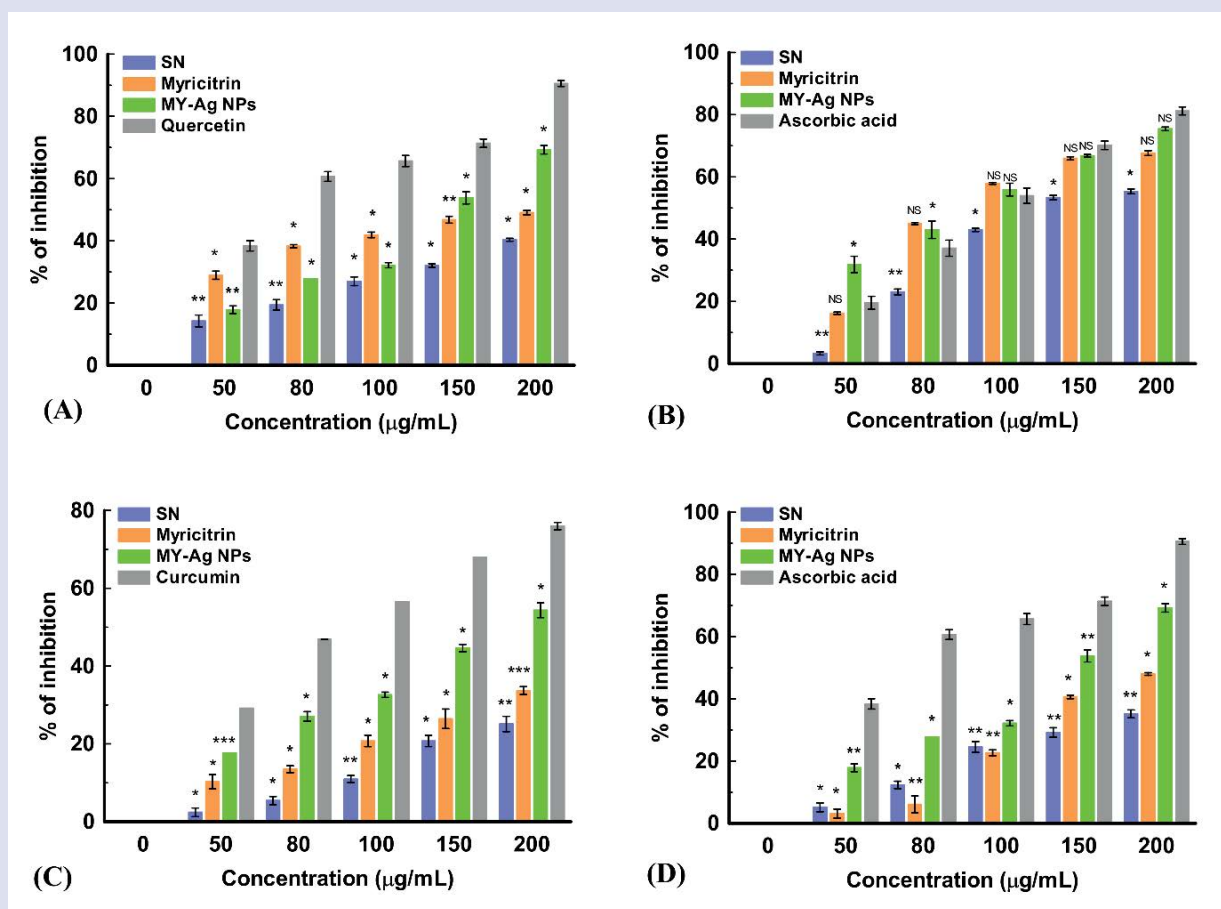 100
80
60
40
20
0
% of inhibition
SN
Myricitrin
MY-Ag NPs
Quercetin
** * ** ** * * * * * * ** * * * *
0 50 80 100 150 200
Concentration (μg/mL)
(A)
100
80
60
40
20
0
% of inhibition
SN
Myricitrin
MY-Ag NPs
Ascorbic acid
** NS * ** NS * * NS NS * NS NS * NS NS
0 50 80 100 150 200
Concentration (μg/mL)
(B)
80
60
40
20
0
% of inhibition
SN
Myricitrin
MY-Ag NPs
Curcumin
* * *** * * * ** * * * * * ** *** *
0 50 80 100 150 200
Concentration (μg/mL)
(C)
100
80
60
40
20
0
% of inhibition
SN
Myricitrin
MY-Ag NPs
Ascorbic acid
* * ** * ** * ** ** * ** * ** ** * *
0 50 80 100 150 200
Concentration (μg/mL)
(D)